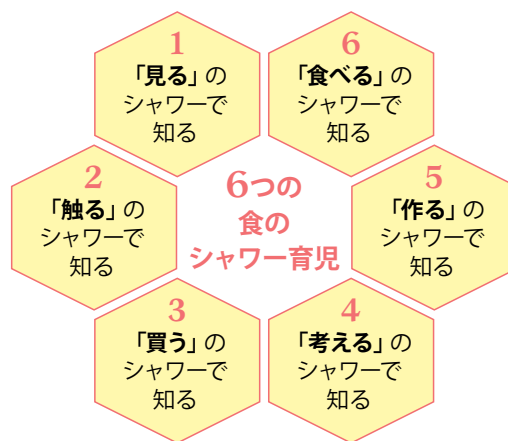 6つの
食の
シャワー育児
1
「見る」の
シャワーで
知る
2
「触る」の
シャワーで
知る
3
「買う」の
シャワーで
知る
4
「考える」の
シャワーで
知る
5
「作る」の
シャワーで
知る
6
「食べる」の
シャワーで
知る